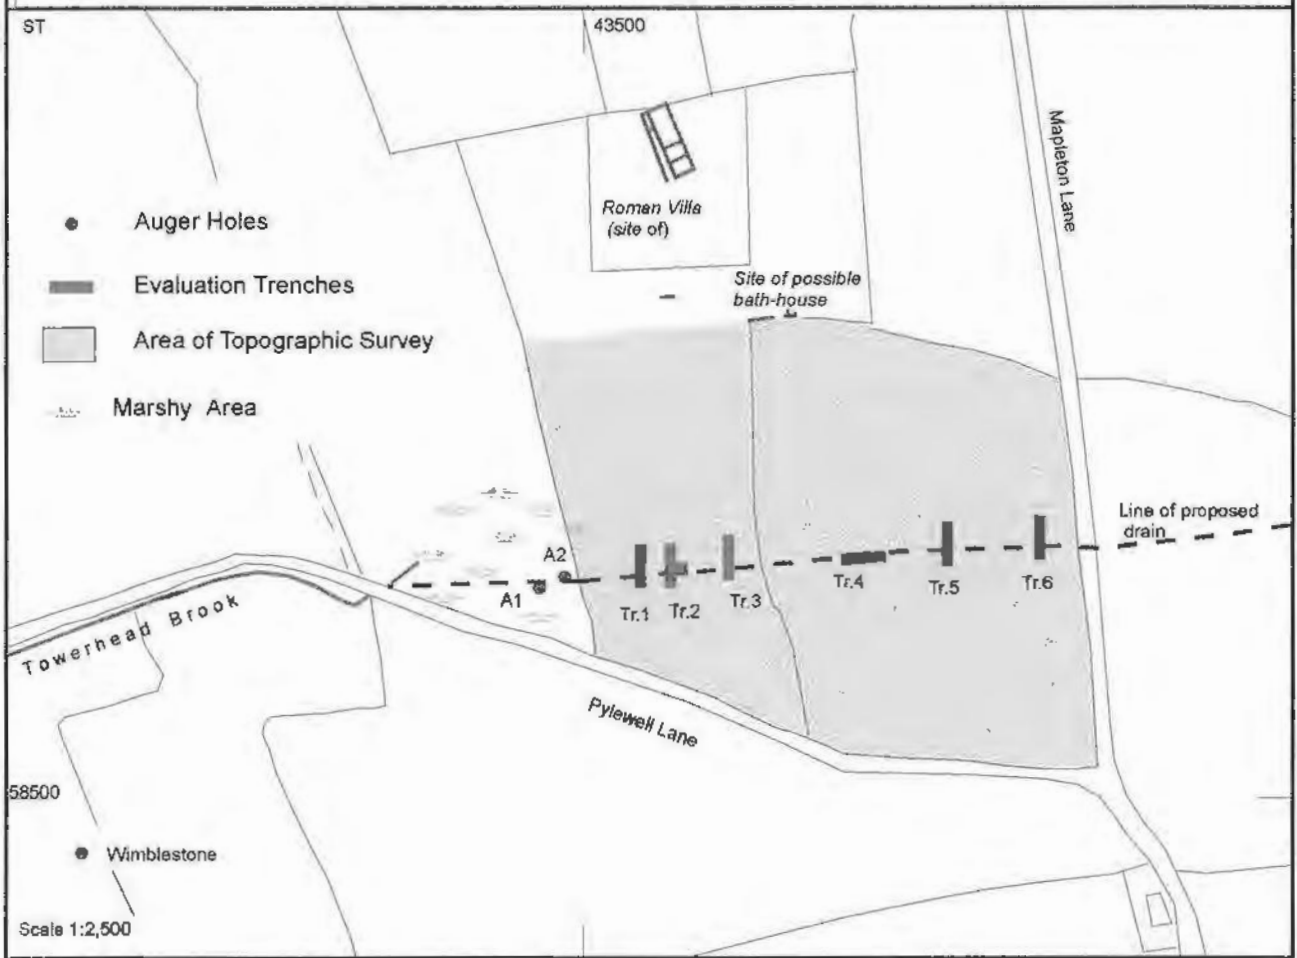 ST
43500
Mapleton Lane
Auger Holes
Roman Villa
(site of)
Evaluation Trenches
Site of possible
bath-house
Area of Topographic Survey
Marshy Area
Line of proposed
drain
A2
A1
Tr.1
Tr.2
Tr.3
Tr.4
Tr.5
Tr.6
Towerhead Brook
Pylewell Lane
58500
Wimblestone
Scale 1:2,500